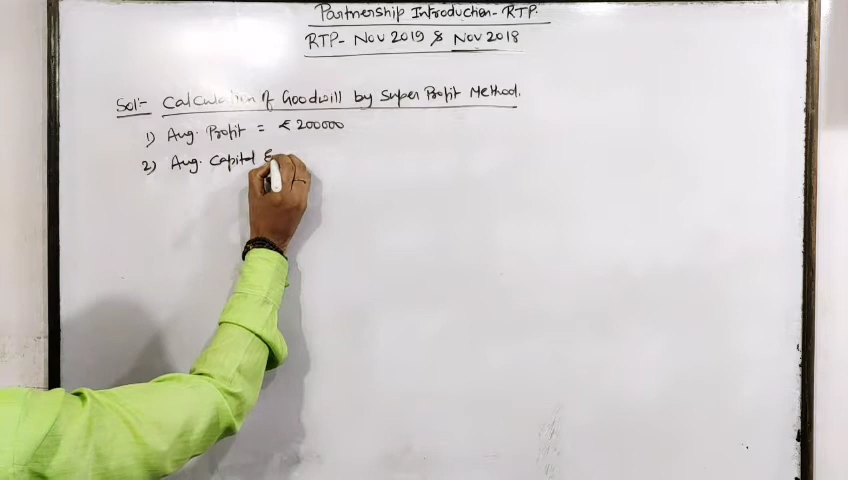 Partnership Introduction - RTP.
RTP - Nov 2019 & Nov 2018
Sol:- Calculation of Goodwill by Super Profit Method.
1) Avg. Profit = ₹ 200000
2) Avg. Capital E